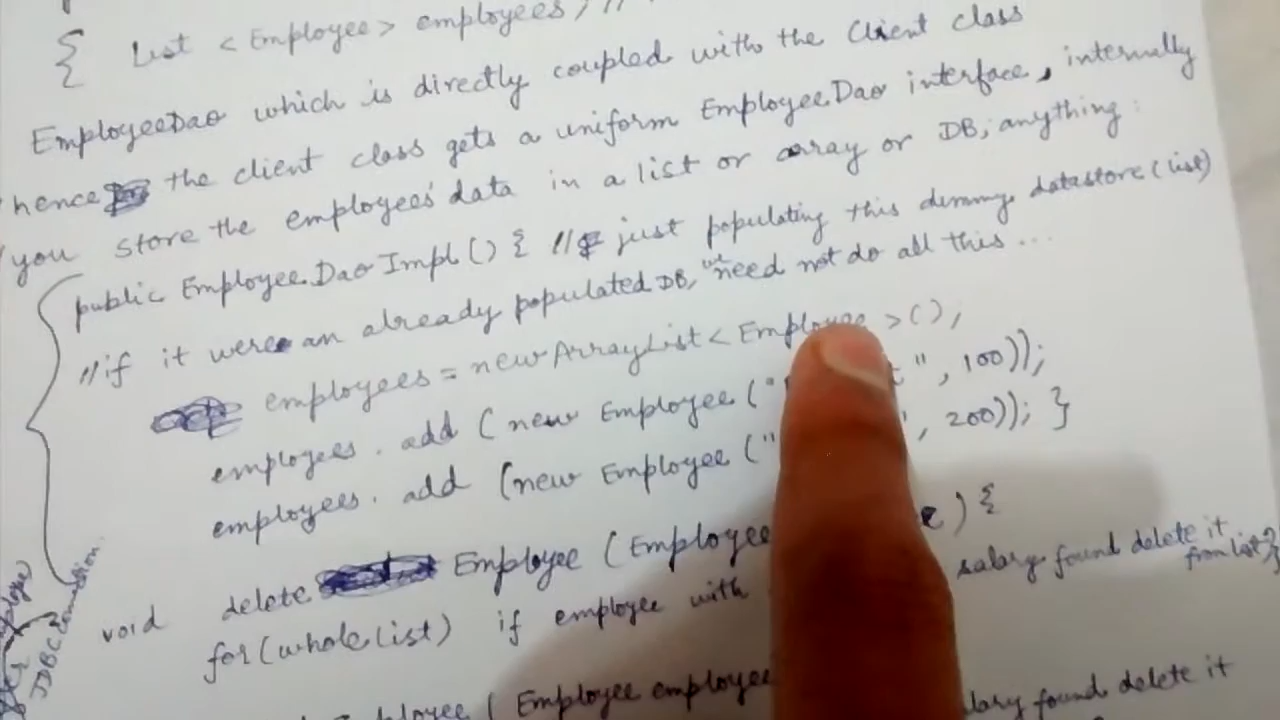 { List < Employee > employees; //
EmployeeDao which is directly coupled with the Client class
hence the client class gets a uniform EmployeeDao interface, internally
you store the employees' data in a list or array or DB, anything:
public EmployeeDaoImpl() { // just populating this dummy datastore (list)
// if it were an already populated DB, we need not do all this ...
employees = new ArrayList < Employee >();
employees. add ( new Employee (" ", 100));
employees. add (new Employee (" ", 200)); }
void delete Employee (Employee ) {
for (whole list) if employee with salary found delete it
from list }
Employee employee salary found delete it
JDBC Connection.